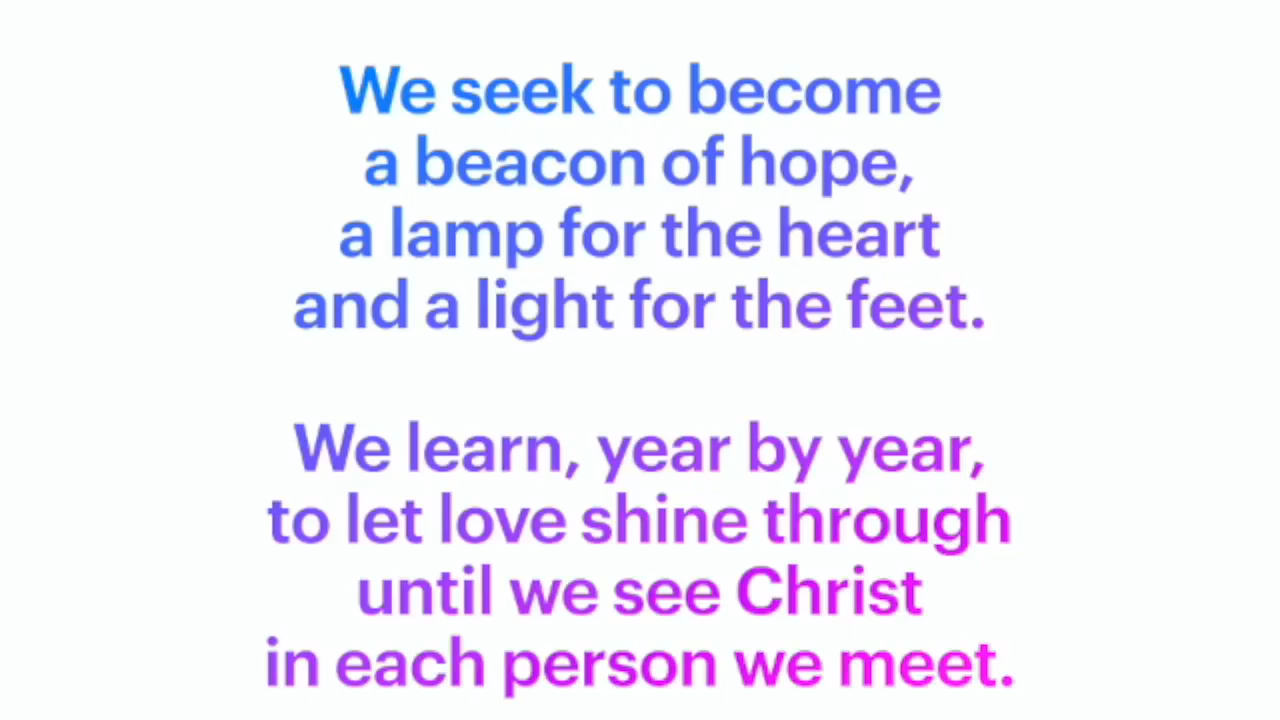 We seek to become
a beacon of hope,
a lamp for the heart
and a light for the feet.
We learn, year by year,
to let love shine through
until we see Christ
in each person we meet.